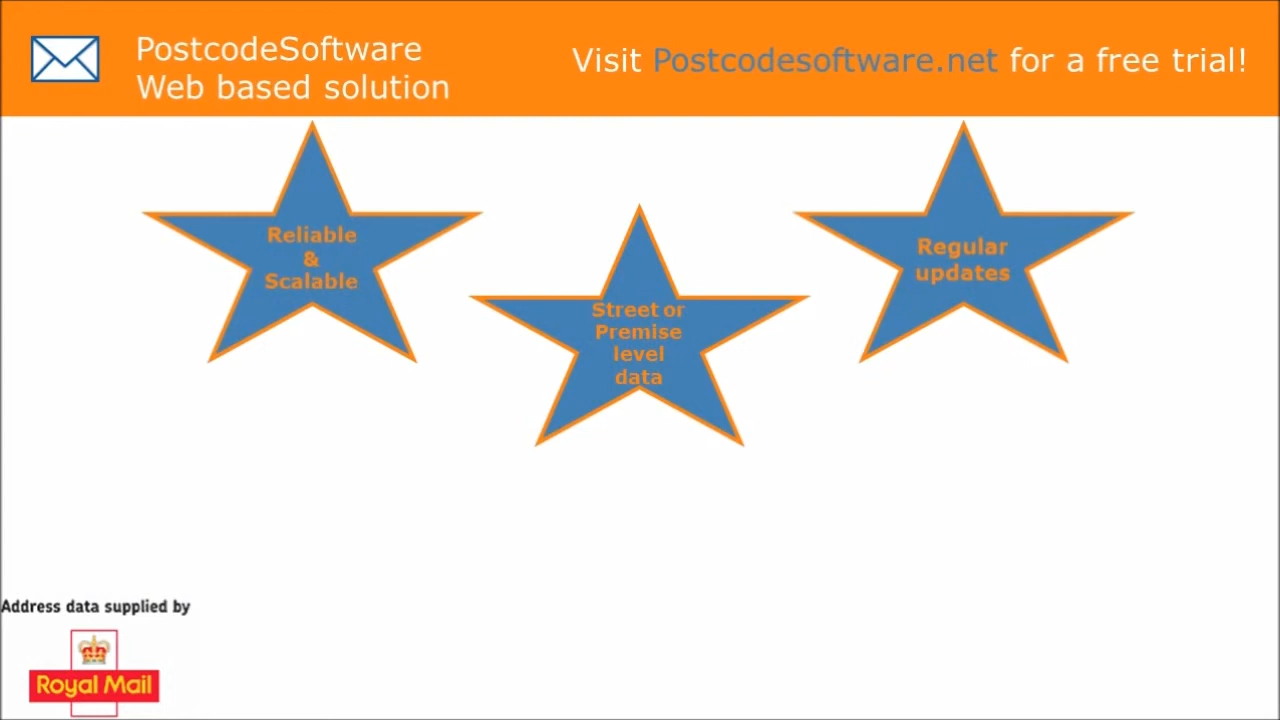 PostcodeSoftware
Web based solution
Visit Postcodesoftware.net for a free trial!
Reliable
&
Scalable
Street or
Premise
level
data
Regular
updates
Address data supplied by
Royal Mail